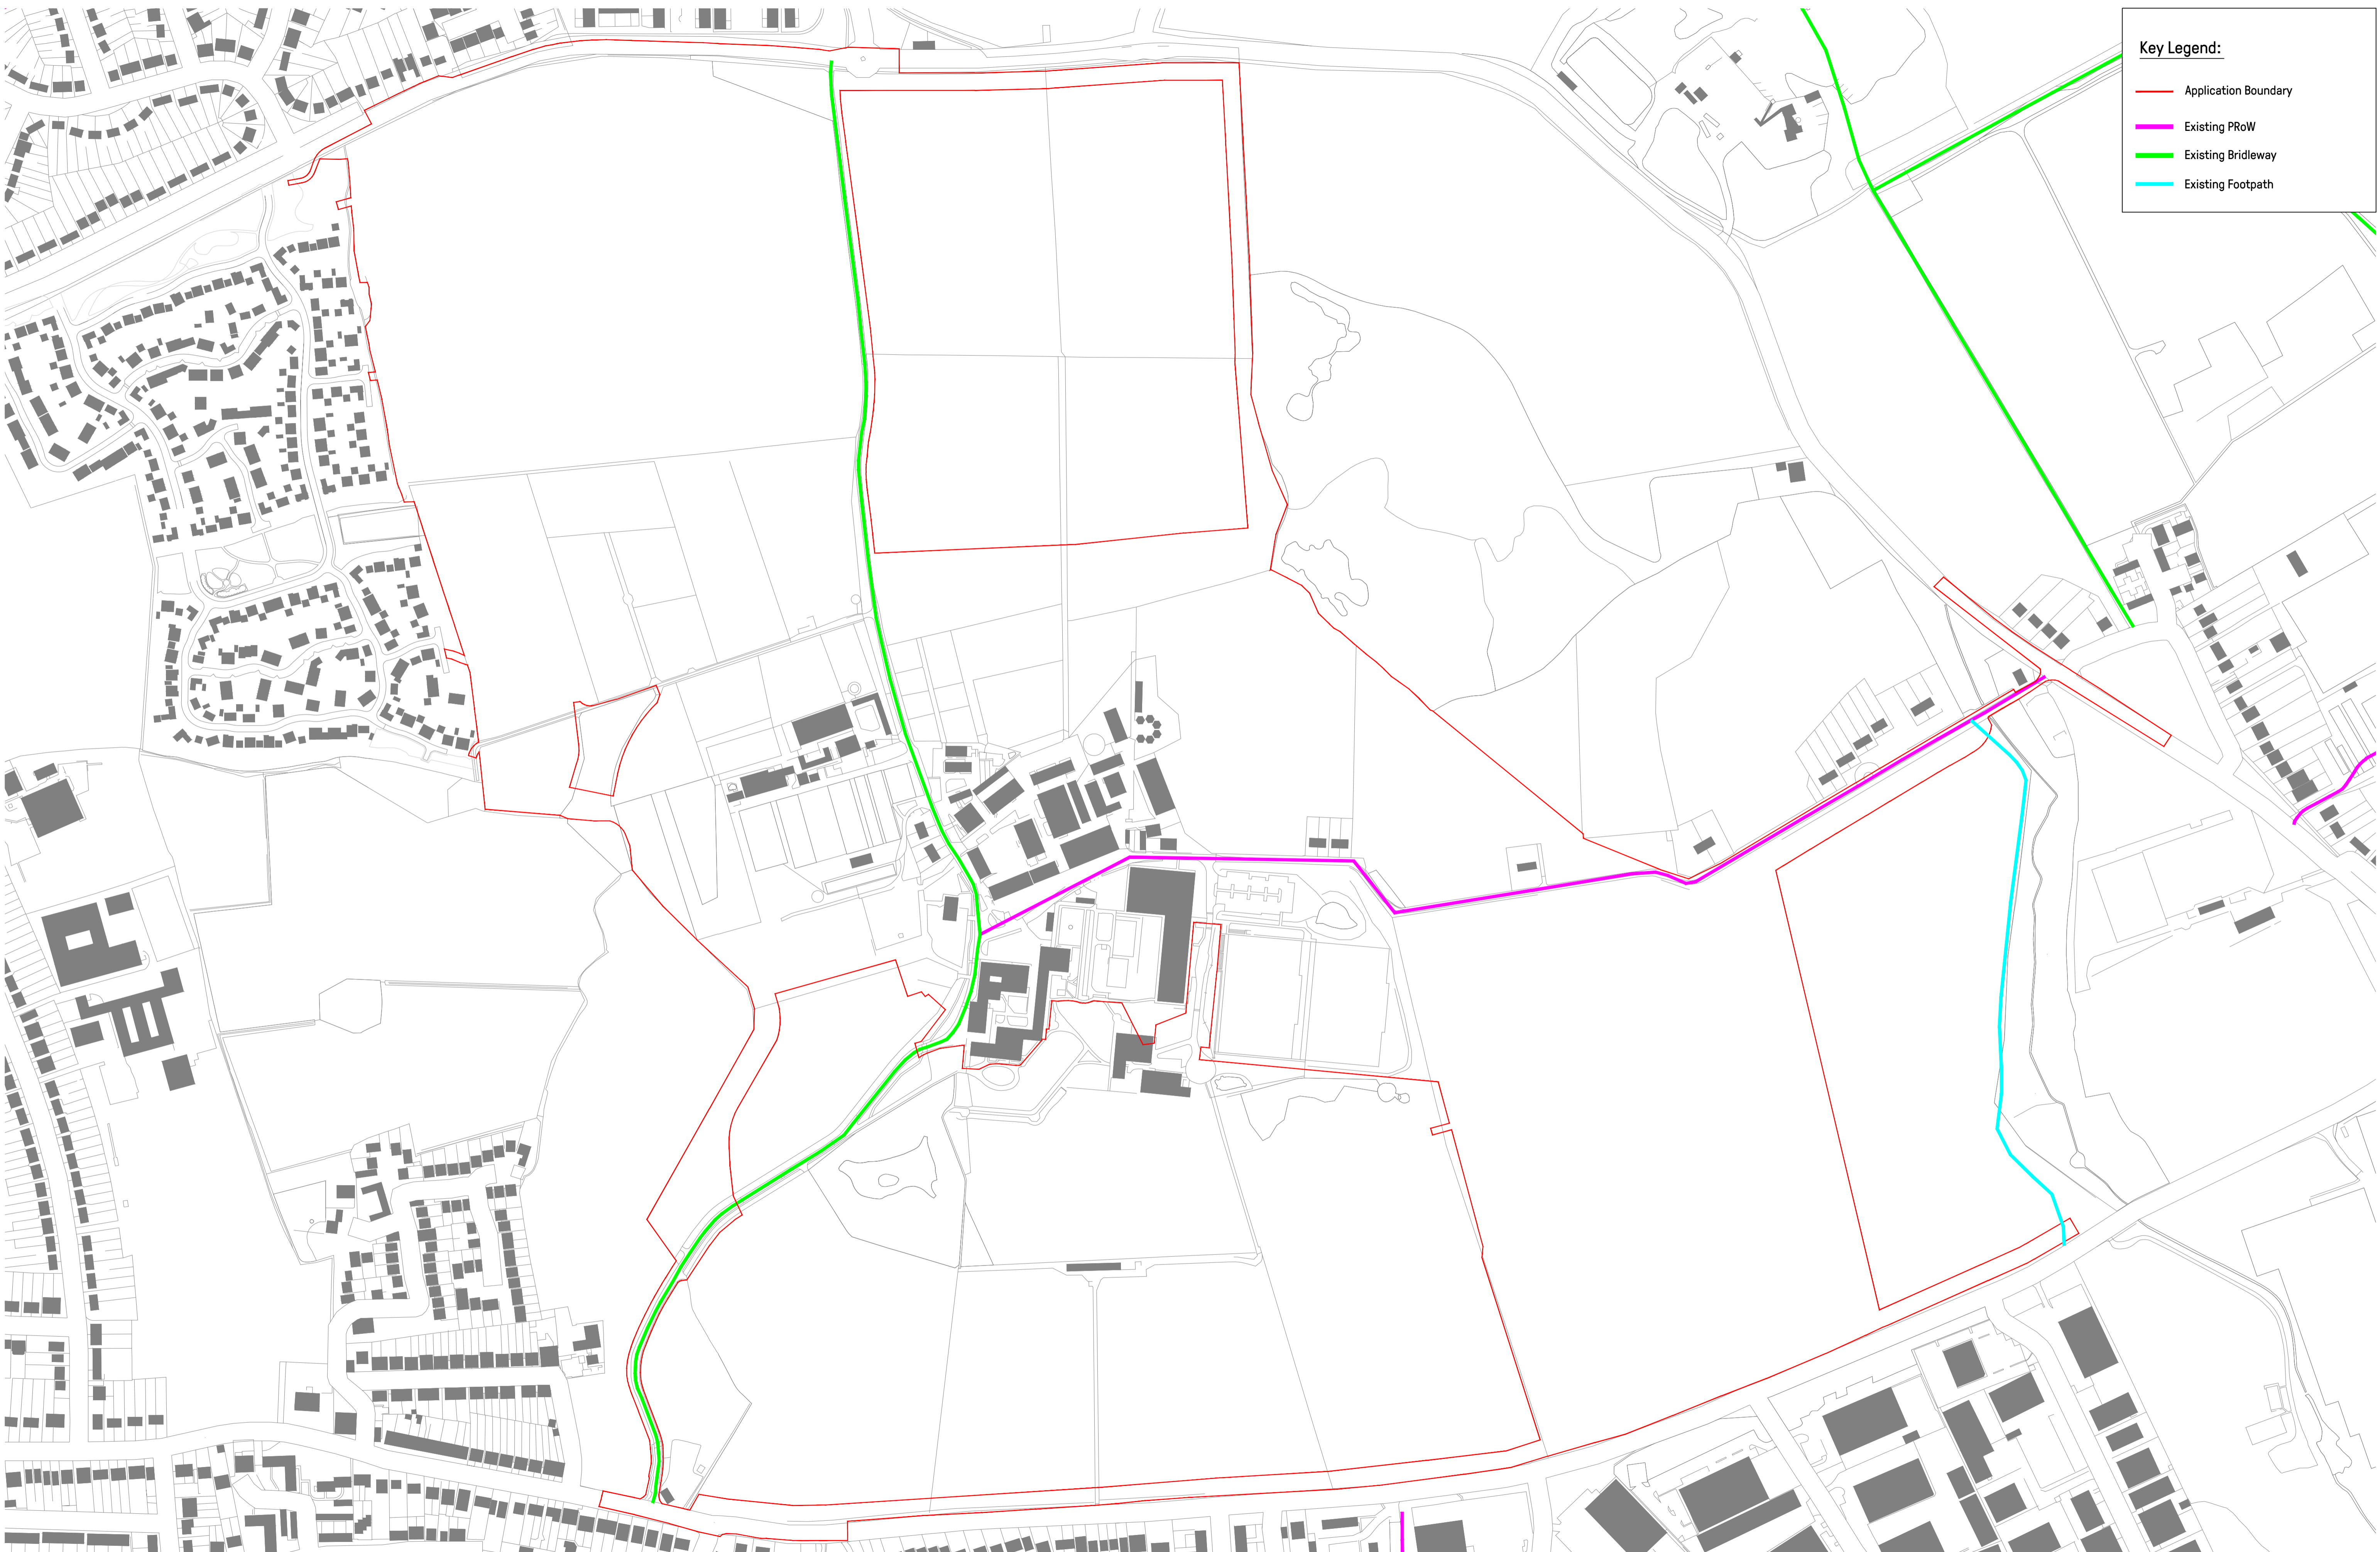 Key Legend:
Application Boundary
Existing PRoW
Existing Bridleway
Existing Footpath